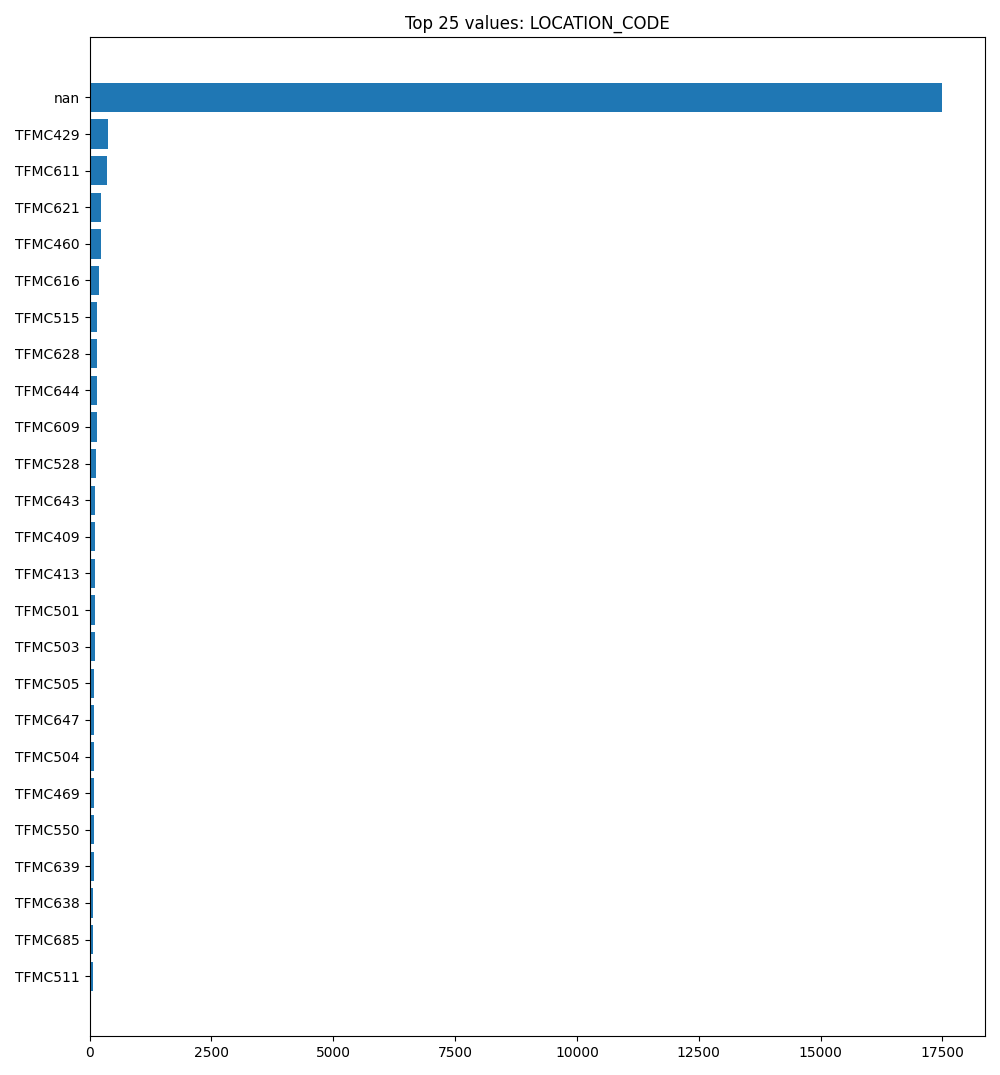 Top 25 values: LOCATION_CODE
nan
TFMC429
TFMC611
TFMC621
TFMC460
TFMC616
TFMC515
TFMC628
TFMC644
TFMC609
TFMC528
TFMC643
TFMC409
TFMC413
TFMC501
TFMC503
TFMC505
TFMC647
TFMC504
TFMC469
TFMC550
TFMC639
TFMC638
TFMC685
TFMC511
0 2500 5000 7500 10000 12500 15000 17500